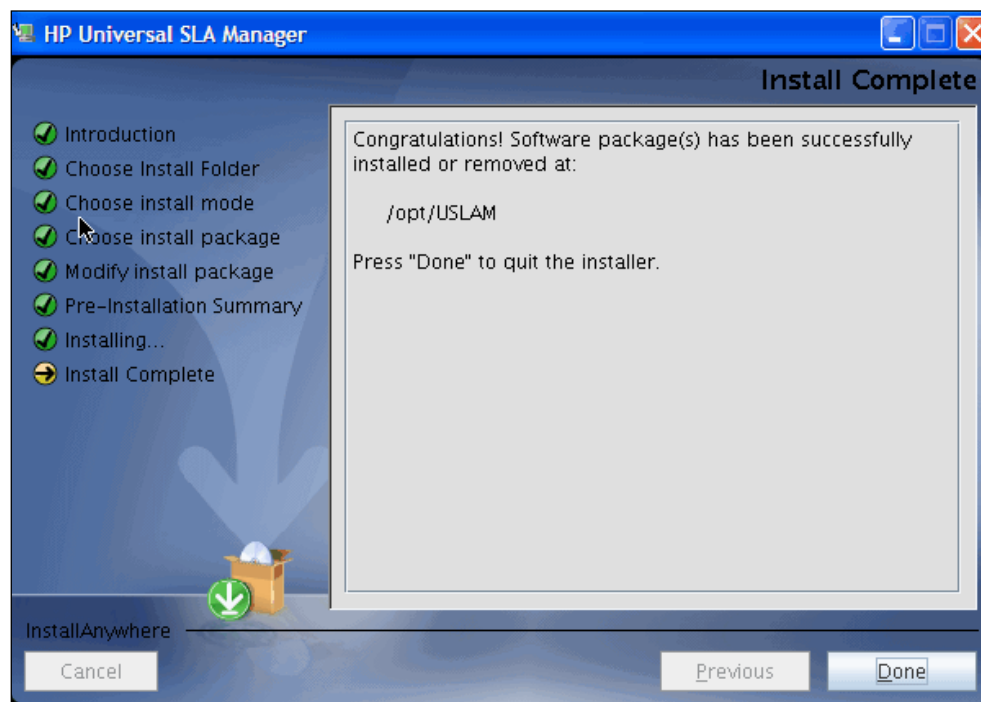 HP Universal SLA Manager
Install Complete
Introduction
Choose Install Folder
Choose install mode
Choose install package
Modify install package
Pre-Installation Summary
Installing...
Install Complete
Congratulations! Software package(s) has been successfully
installed or removed at:
/opt/USLAM
Press "Done" to quit the installer.
InstallAnywhere
Cancel
Previous
Done